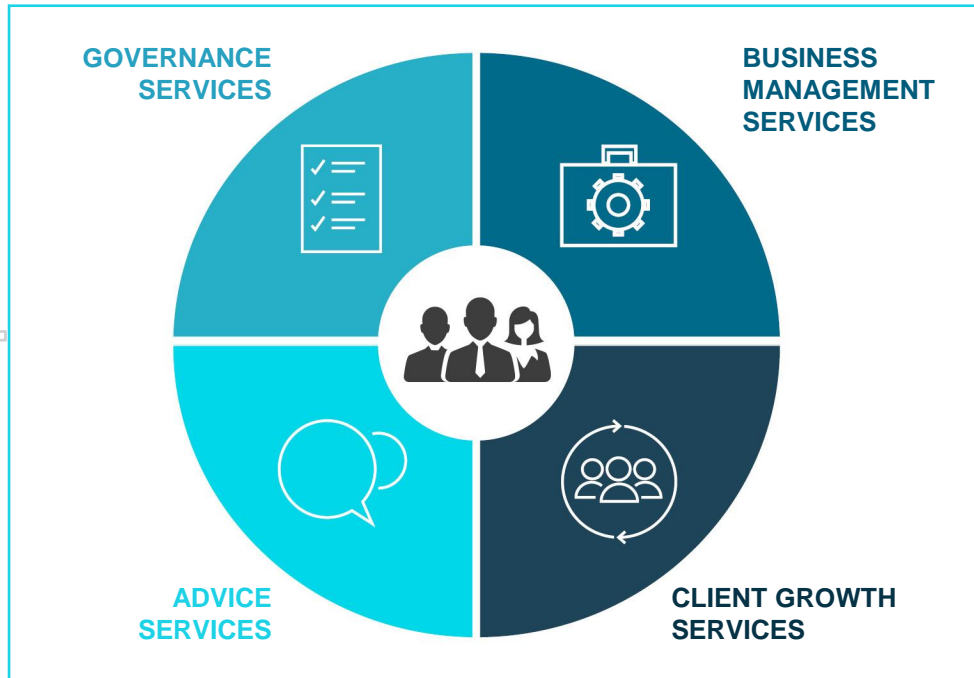 GOVERNANCE
SERVICES
BUSINESS
MANAGEMENT
SERVICES
ADVICE
SERVICES
CLIENT GROWTH
SERVICES